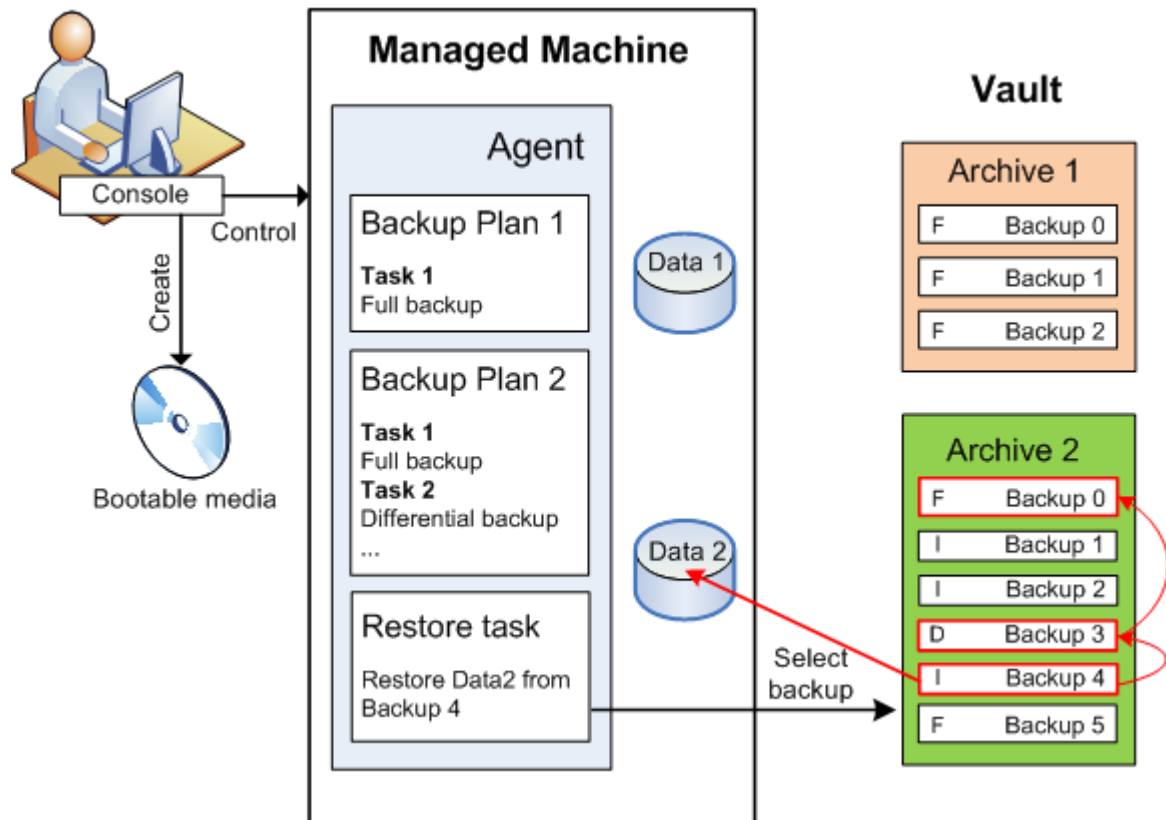 Console
Control
Create
Bootable media
Managed Machine
Agent
Backup Plan 1
Task 1
Full backup
Backup Plan 2
Task 1
Full backup
Task 2
Differential backup
...
Restore task
Restore Data2 from
Backup 4
Data 1
Data 2
Select
backup
Vault
Archive 1
F Backup 0
F Backup 1
F Backup 2
Archive 2
F Backup 0
I Backup 1
I Backup 2
D Backup 3
I Backup 4
F Backup 5